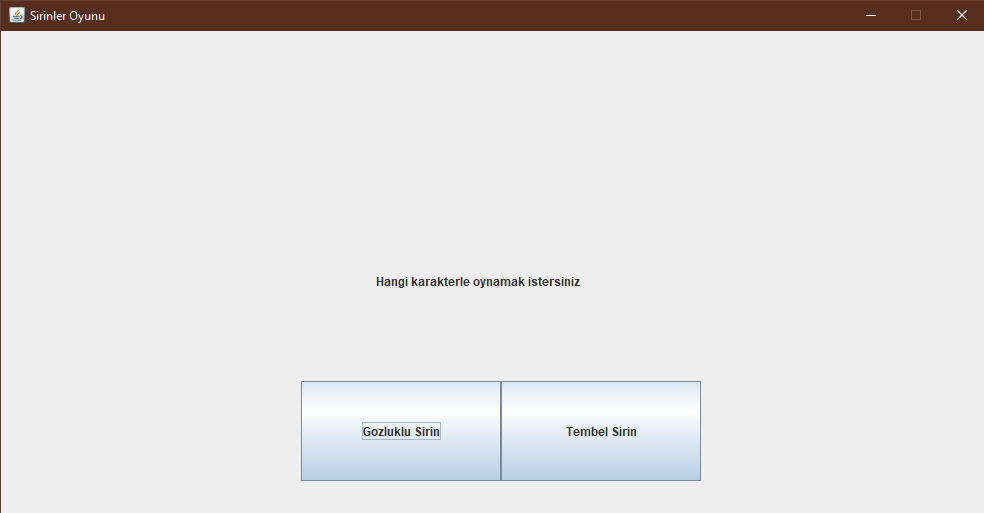 Sirinler Oyunu
Hangi karakterle oynamak istersiniz
Gozluklu Sirin
Tembel Sirin